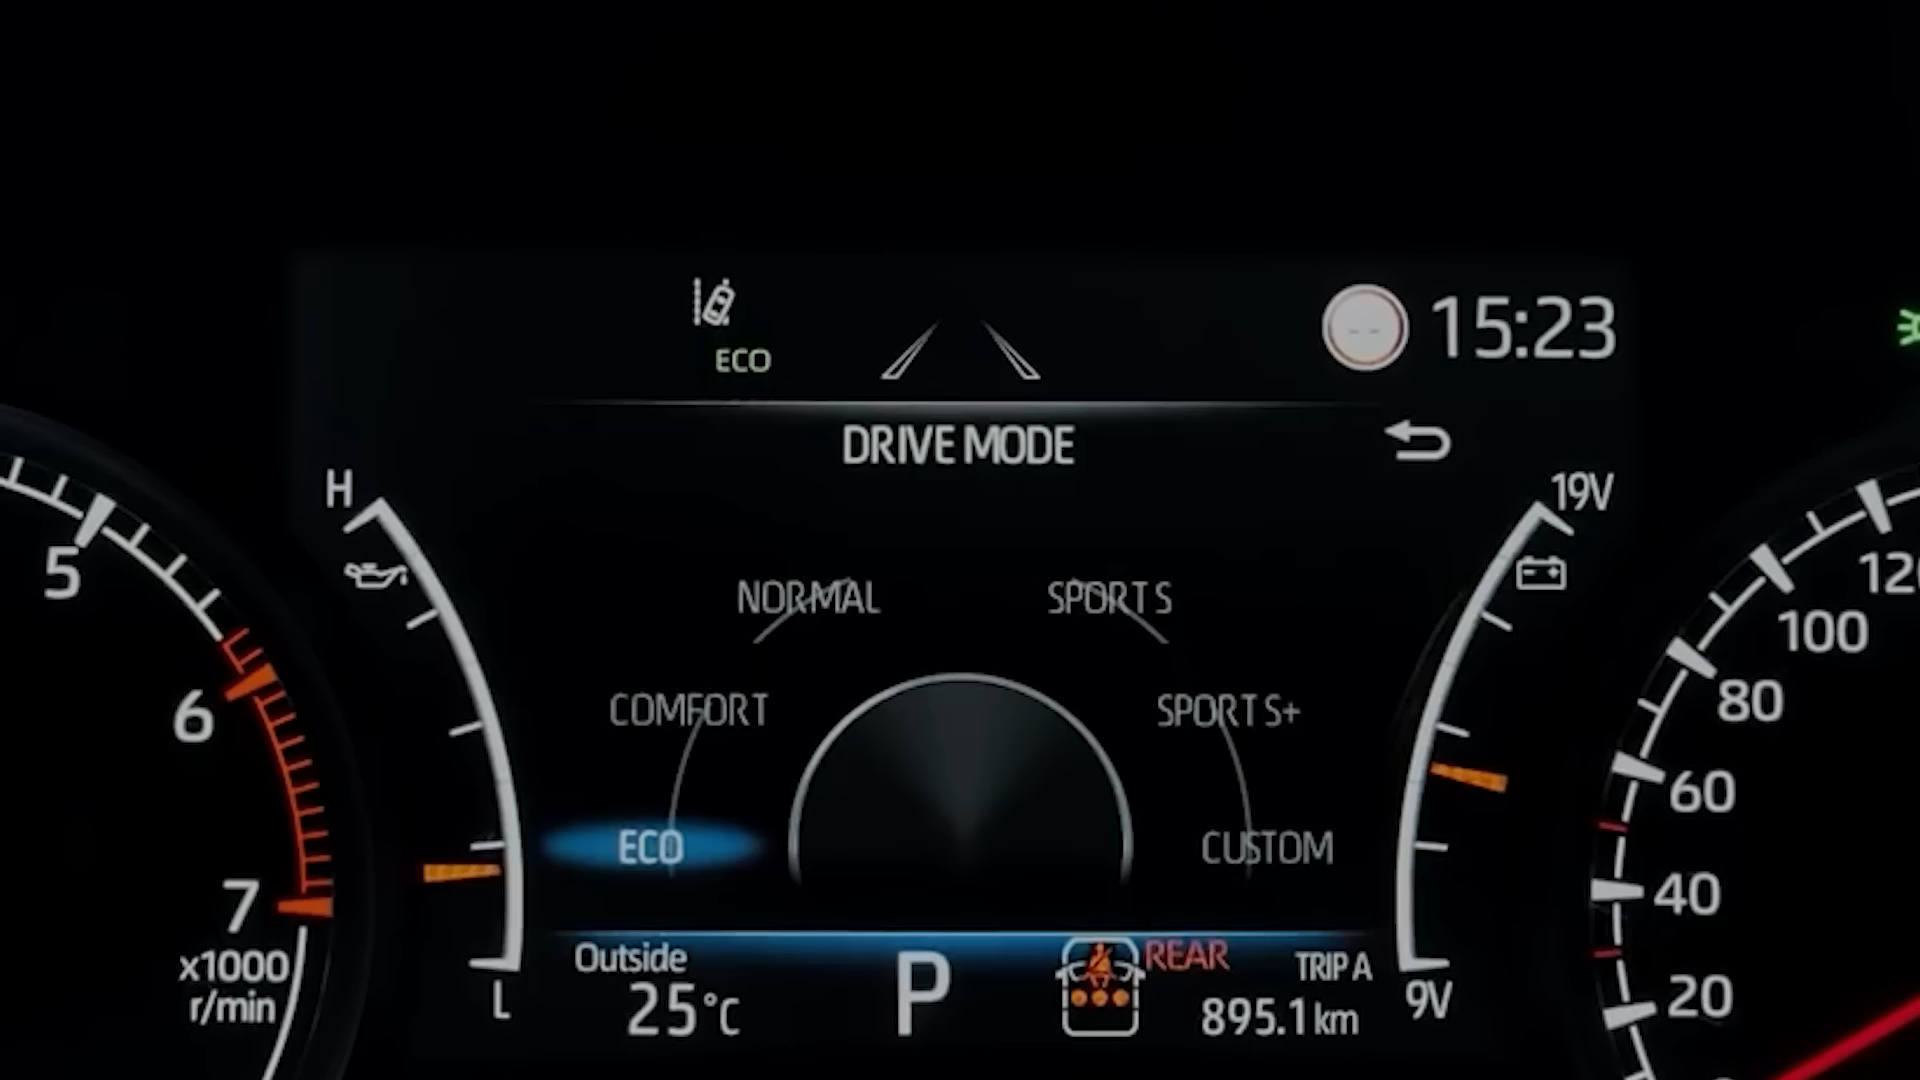 ECO
-- 15:23
DRIVE MODE
H
19V
5
120
NORMAL
SPORT S
100
6
COMFORT
SPORT S+
80
60
ECO
CUSTOM
7
40
x1000
r/min
Outside
25°C
P
REAR
TRIP A
895.1 km
L
9V
20